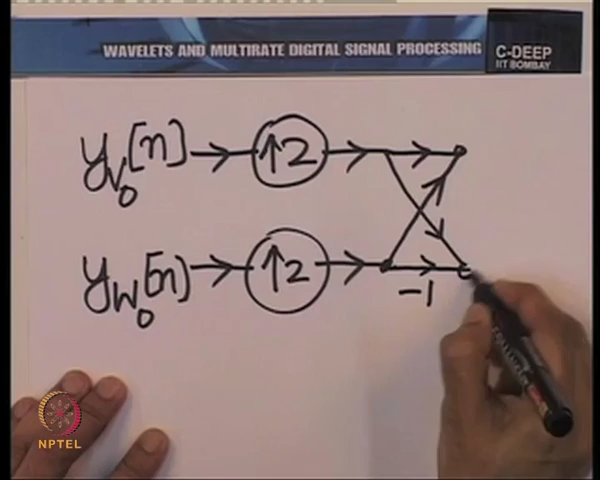 WAVELETS AND MULTIRATE DIGITAL SIGNAL PROCESSING
C-DEEP
IIT BOMBAY
y_{V_0}[n] ↑2
y_{W_0}[n] ↑2
-1
NPTEL